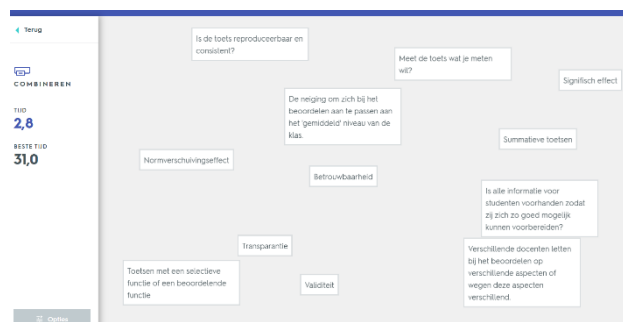 Terug
COMBINEREN
TIJD
2,8
BESTE TIJD
31,0
Opties
Is de toets reproduceerbaar en
consistent?
Meet de toets wat je meten
wil?
Signifisch effect
De neiging om zich bij het
beoordelen aan te passen aan
het 'gemiddeld' niveau van de
klas.
Summatieve toetsen
Normverschuivingseffect
Betrouwbaarheid
Is alle informatie voor
studenten voorhanden zodat
zij zich zo goed mogelijk
kunnen voorbereiden?
Transparantie
Verschillende docenten letten
bij het beoordelen op
verschillende aspecten of
wegen deze aspecten
verschillend.
Toetsen met een selectieve
functie of een beoordelende
functie
Validiteit